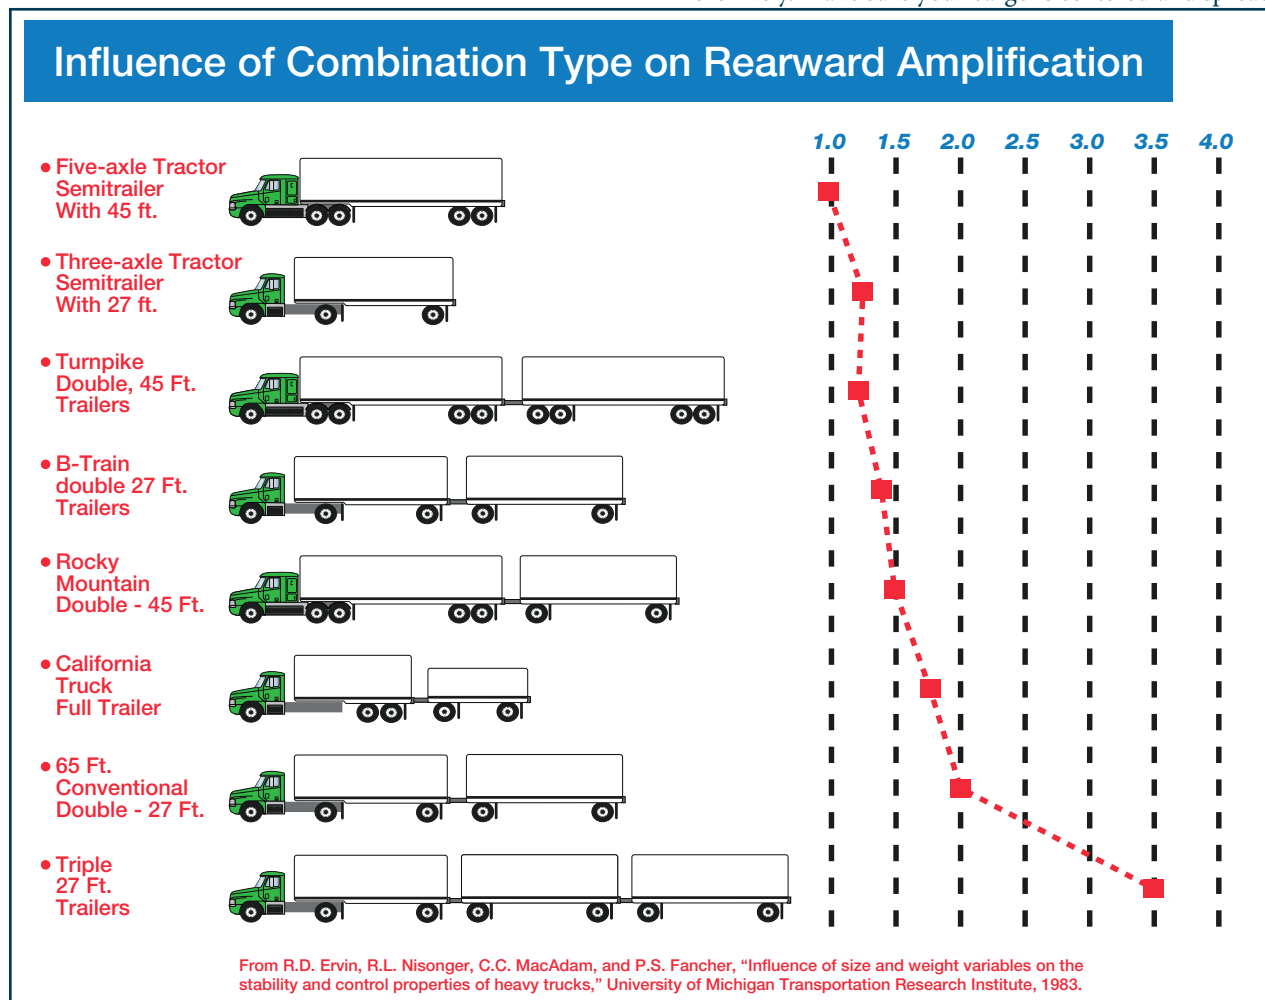 Influence of Combination Type on Rearward Amplification
1.0 1.5 2.0 2.5 3.0 3.5 4.0
• Five-axle Tractor
Semitrailer
With 45 ft.
• Three-axle Tractor
Semitrailer
With 27 ft.
• Turnpike
Double, 45 Ft.
Trailers
• B-Train
double 27 Ft.
Trailers
• Rocky
Mountain
Double - 45 Ft.
• California
Truck
Full Trailer
• 65 Ft.
Conventional
Double - 27 Ft.
• Triple
27 Ft.
Trailers
From R.D. Ervin, R.L. Nisonger, C.C. MacAdam, and P.S. Fancher, “Influence of size and weight variables on the
stability and control properties of heavy trucks,” University of Michigan Transportation Research Institute, 1983.